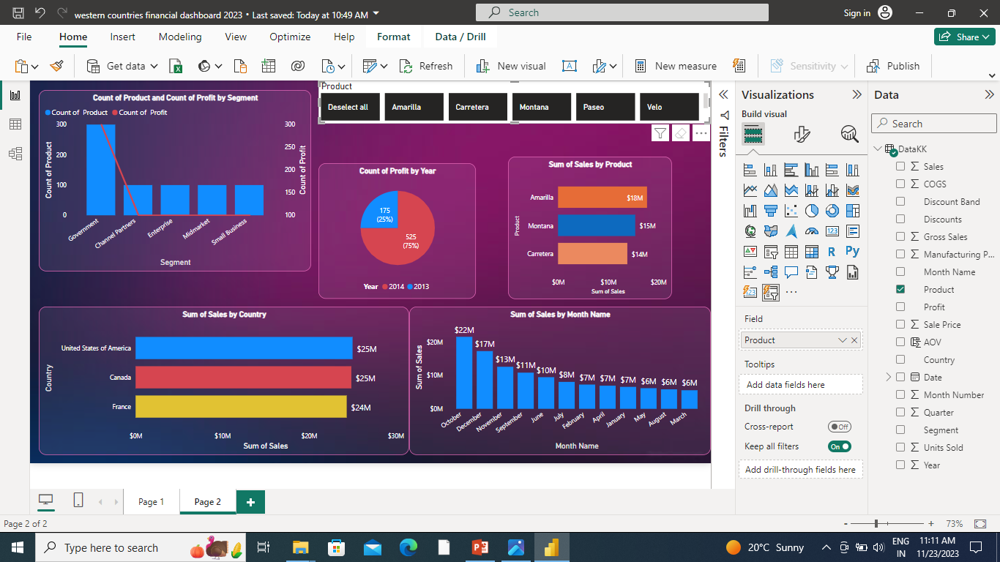 western countries financial dashboard 2023 • Last saved: Today at 10:49 AM
Search
Sign in
File Home Insert Modeling View Optimize Help Format Data / Drill
Share
Get data
Refresh
New visual
New measure
Sensitivity
Publish
Count of Product and Count of Profit by Segment
Count of Product Count of Profit
Count of Product
300
200
100
0
300
250
200
150
100
Count of Profit
Government
Channel Partners
Enterprise
Midmarket
Small Business
Segment
Product
Deselect all Amarilla Carretera Montana Paseo Velo
Count of Profit by Year
175
(25%)
525
(75%)
Year 2014 2013
Sum of Sales by Product
Product
Amarilla $18M
Montana $15M
Carretera $14M
$0M $10M $20M
Sum of Sales
Sum of Sales by Country
Country
United States of America $25M
Canada $25M
France $24M
$0M $10M $20M $30M
Sum of Sales
Sum of Sales by Month Name
Sum of Sales
$20M
$10M
$0M
$22M $17M $13M $11M $10M $8M $7M $7M $7M $6M $6M $6M
October December November September June July February April January May August March
Month Name
Filters
Visualizations
Build visual
123
R Py
123
Field
Product
Tooltips
Add data fields here
Drill through
Cross-report Off
Keep all filters On
Add drill-through fields here
Data
Search
DataKK
Sales
COGS
Discount Band
Discounts
Gross Sales
Manufacturing P...
Month Name
Product
Profit
Sale Price
AOV
Country
Date
Month Number
Quarter
Segment
Units Sold
Year
Page 1 Page 2
Page 2 of 2
73%
Type here to search
20°C Sunny
ENG
IN
11:11 AM
11/23/2023